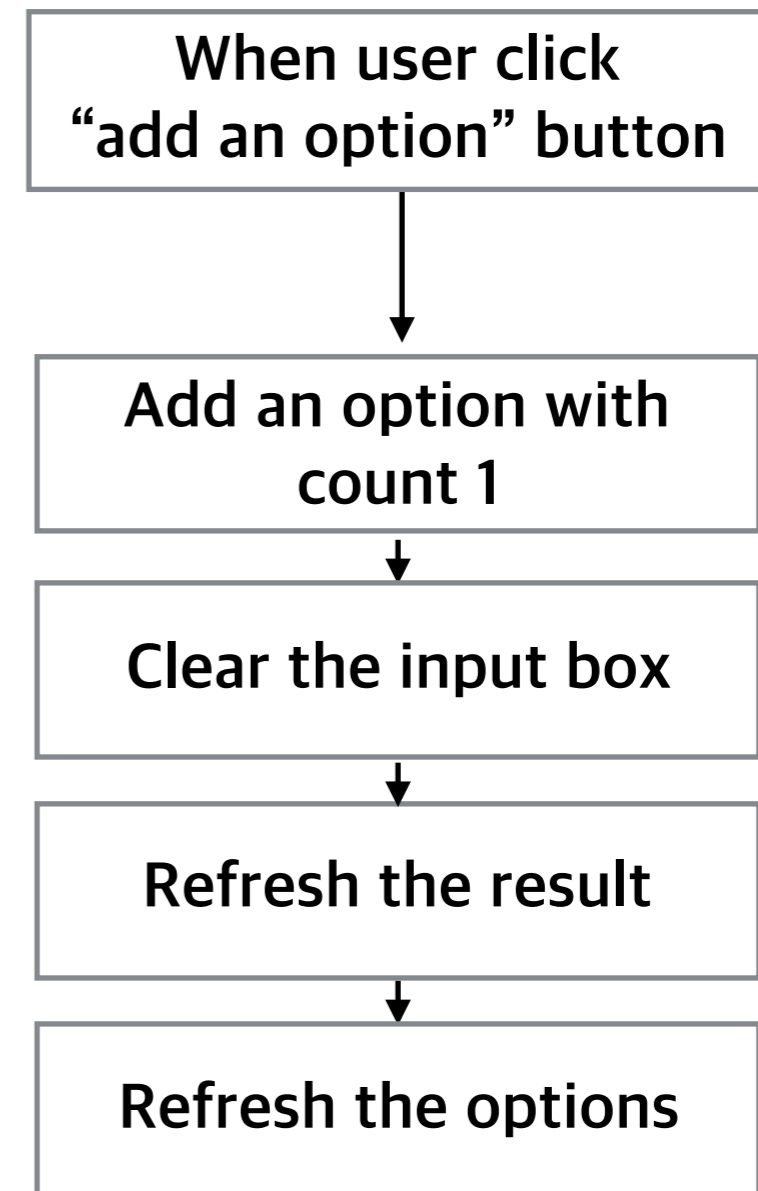 When user click
“add an option” button
Add an option with
count 1
Clear the input box
Refresh the result
Refresh the options